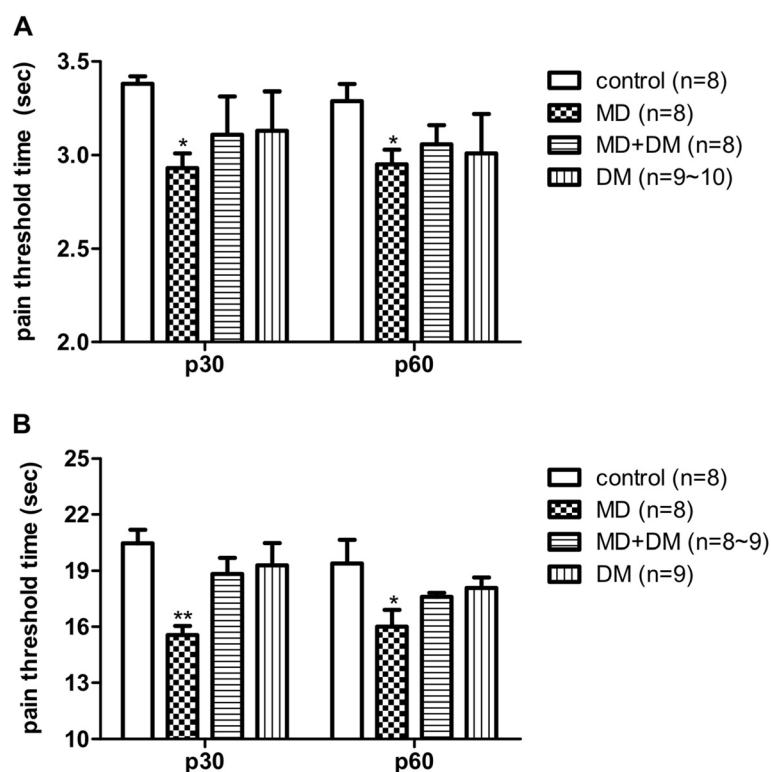 A
pain threshold time (sec)
3.5
3.0
2.5
2.0
*
*
p30
p60
control (n=8)
MD (n=8)
MD+DM (n=8)
DM (n=9~10)
B
pain threshold time (sec)
25
22
19
16
13
10
**
*
p30
p60
control (n=8)
MD (n=8)
MD+DM (n=8~9)
DM (n=9)